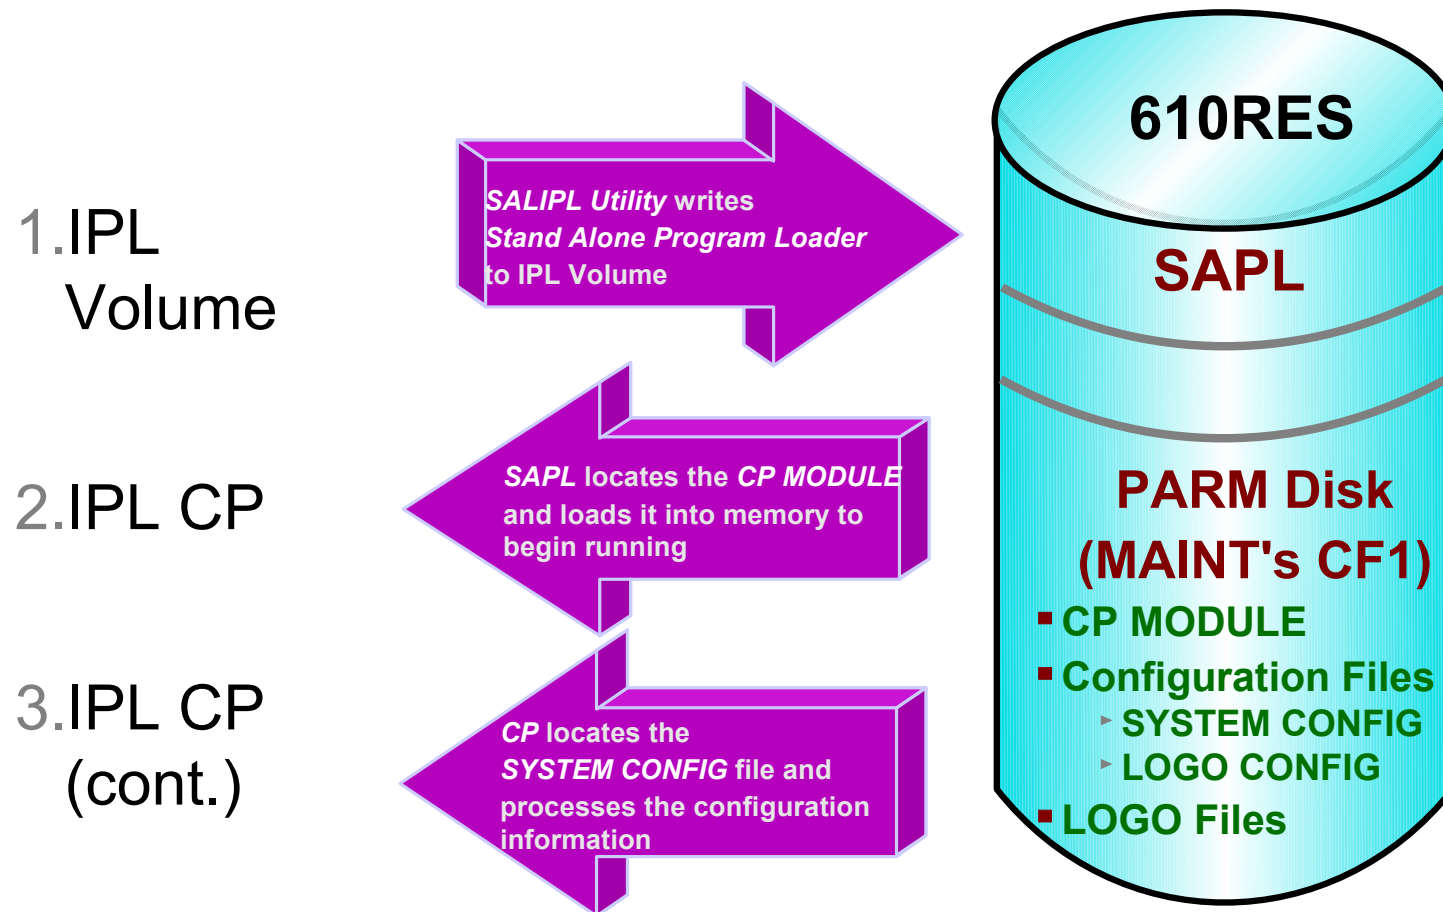 1.IPL
Volume
SALIPL Utility writes
Stand Alone Program Loader
to IPL Volume
2.IPL CP
SAPL locates the CP MODULE
and loads it into memory to
begin running
3.IPL CP
(cont.)
CP locates the
SYSTEM CONFIG file and
processes the configuration
information
610RES
SAPL
PARM Disk
(MAINT's CF1)
CP MODULE
Configuration Files
SYSTEM CONFIG
LOGO CONFIG
LOGO Files